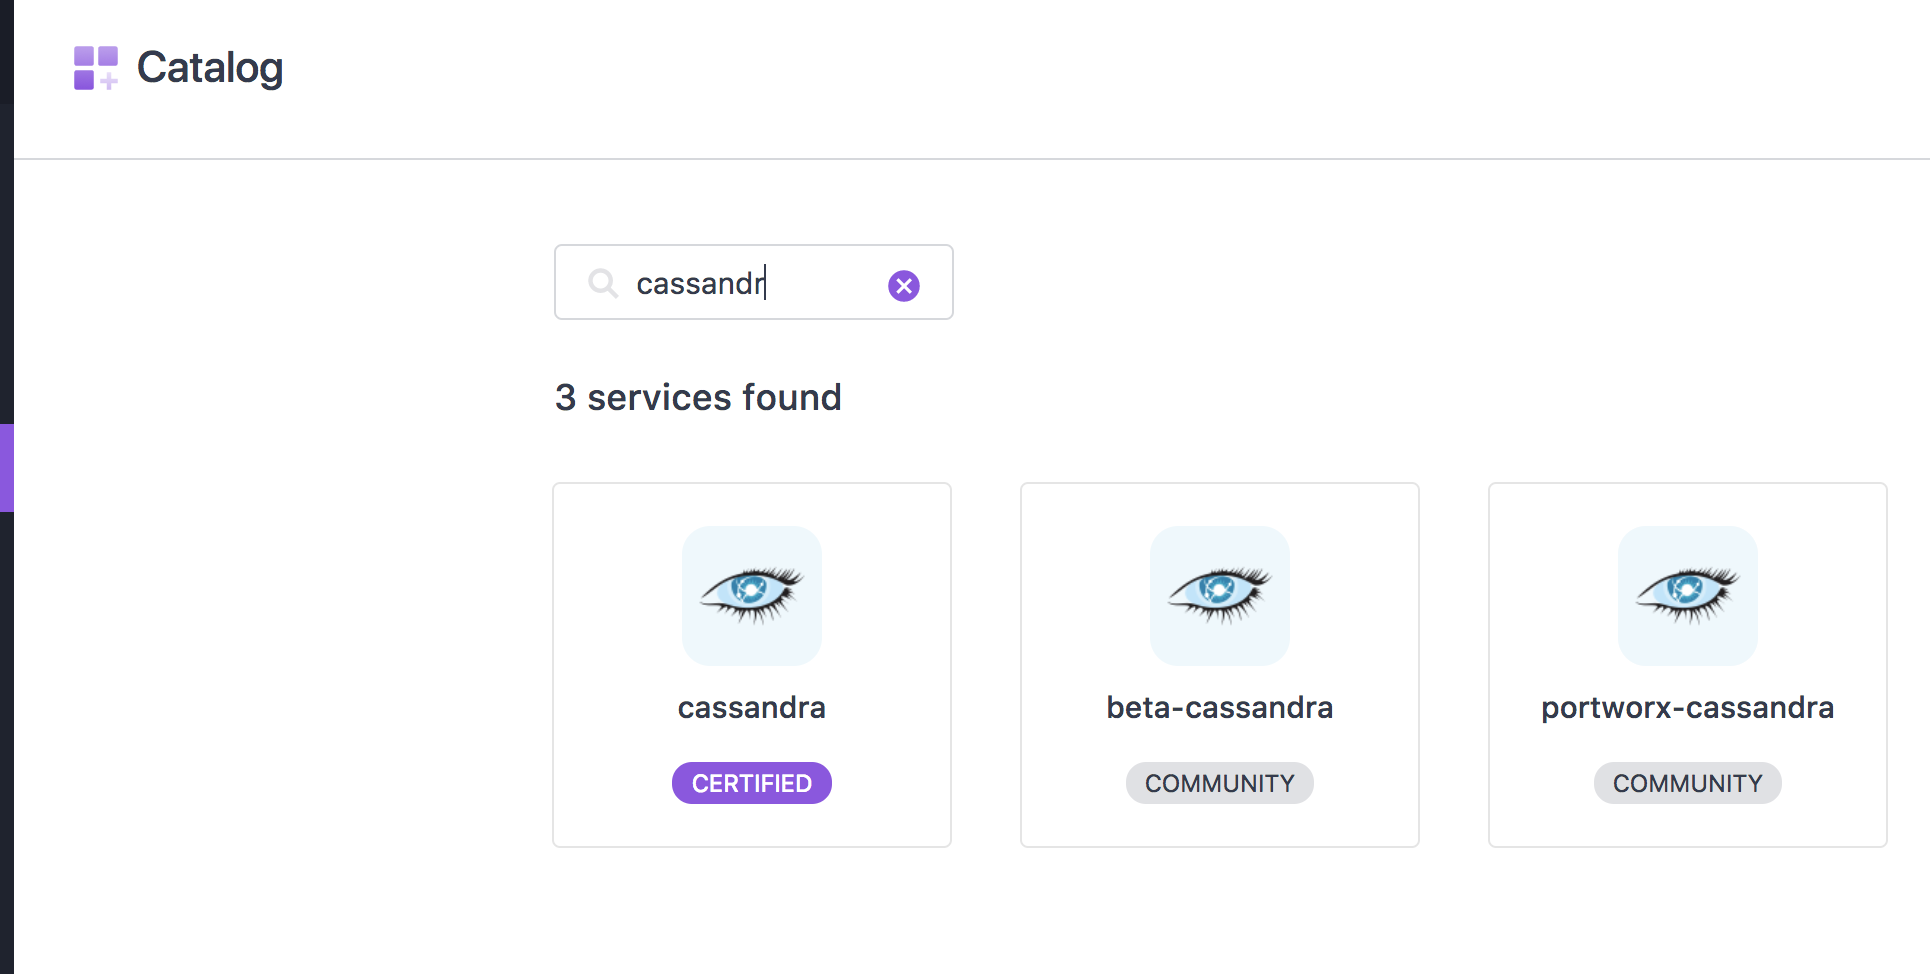 Catalog
cassandr
3 services found
cassandra
CERTIFIED
beta-cassandra
COMMUNITY
portworx-cassandra
COMMUNITY